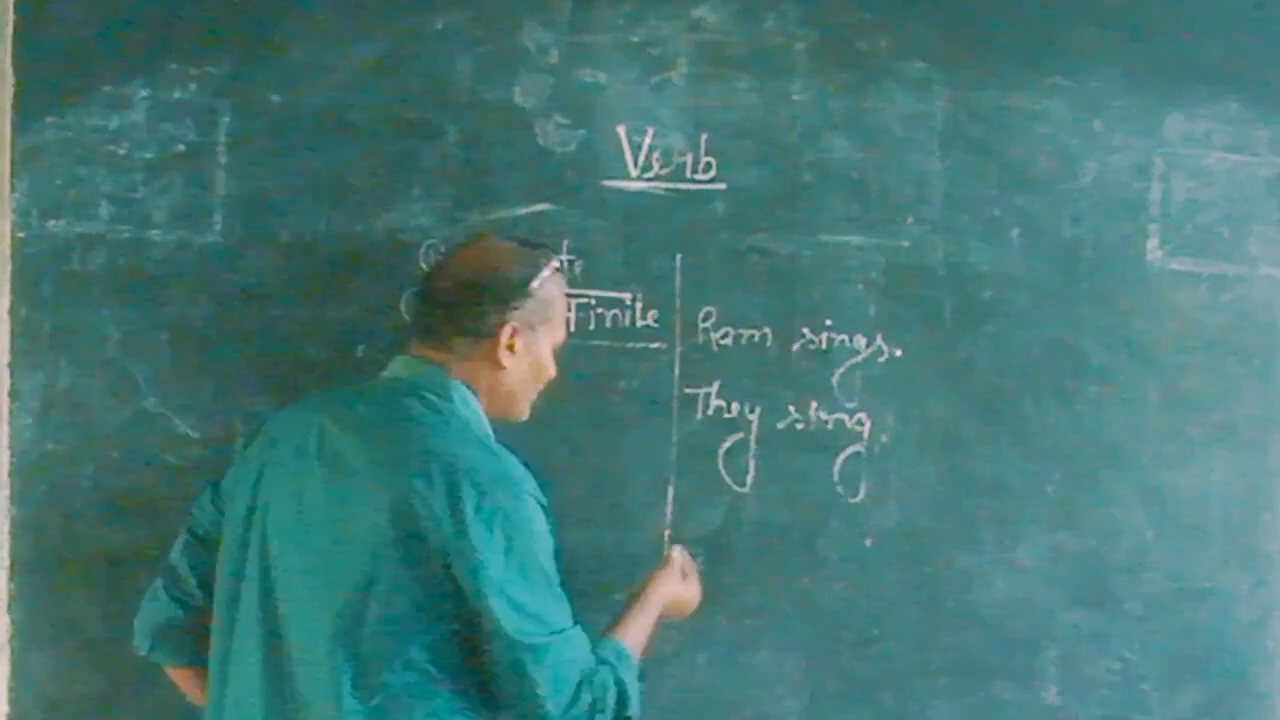 Verb
Finite
Ram sings.
They sing.